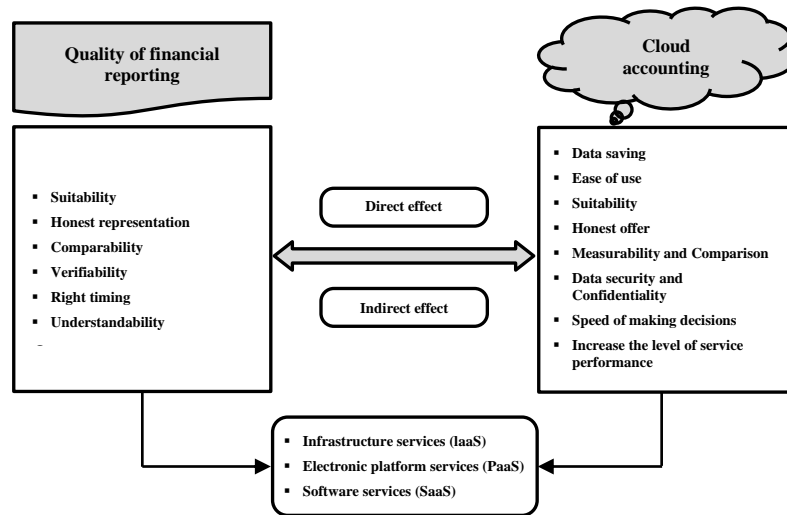 Quality of financial
reporting
Cloud
accounting
▪ Suitability
▪ Honest representation
▪ Comparability
▪ Verifiability
▪ Right timing
▪ Understandability
Direct effect
Indirect effect
▪ Data saving
▪ Ease of use
▪ Suitability
▪ Honest offer
▪ Measurability and Comparison
▪ Data security and
Confidentiality
▪ Speed of making decisions
▪ Increase the level of service
performance
▪ Infrastructure services (IaaS)
▪ Electronic platform services (PaaS)
▪ Software services (SaaS)